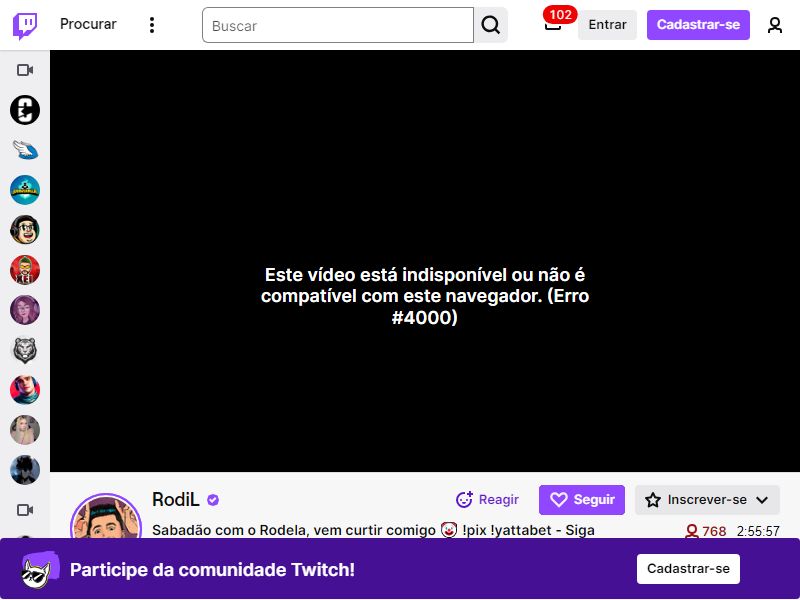 Procurar
Buscar
102
Entrar
Cadastrar-se
Este vídeo está indisponível ou não é
compatível com este navegador. (Erro
#4000)
RodiL
Reagir
Seguir
Inscrever-se
Sabadão com o Rodela, vem curtir comigo 🤡 !pix !yattabet - Siga
768
2:55:57
Participe da comunidade Twitch!
Cadastrar-se